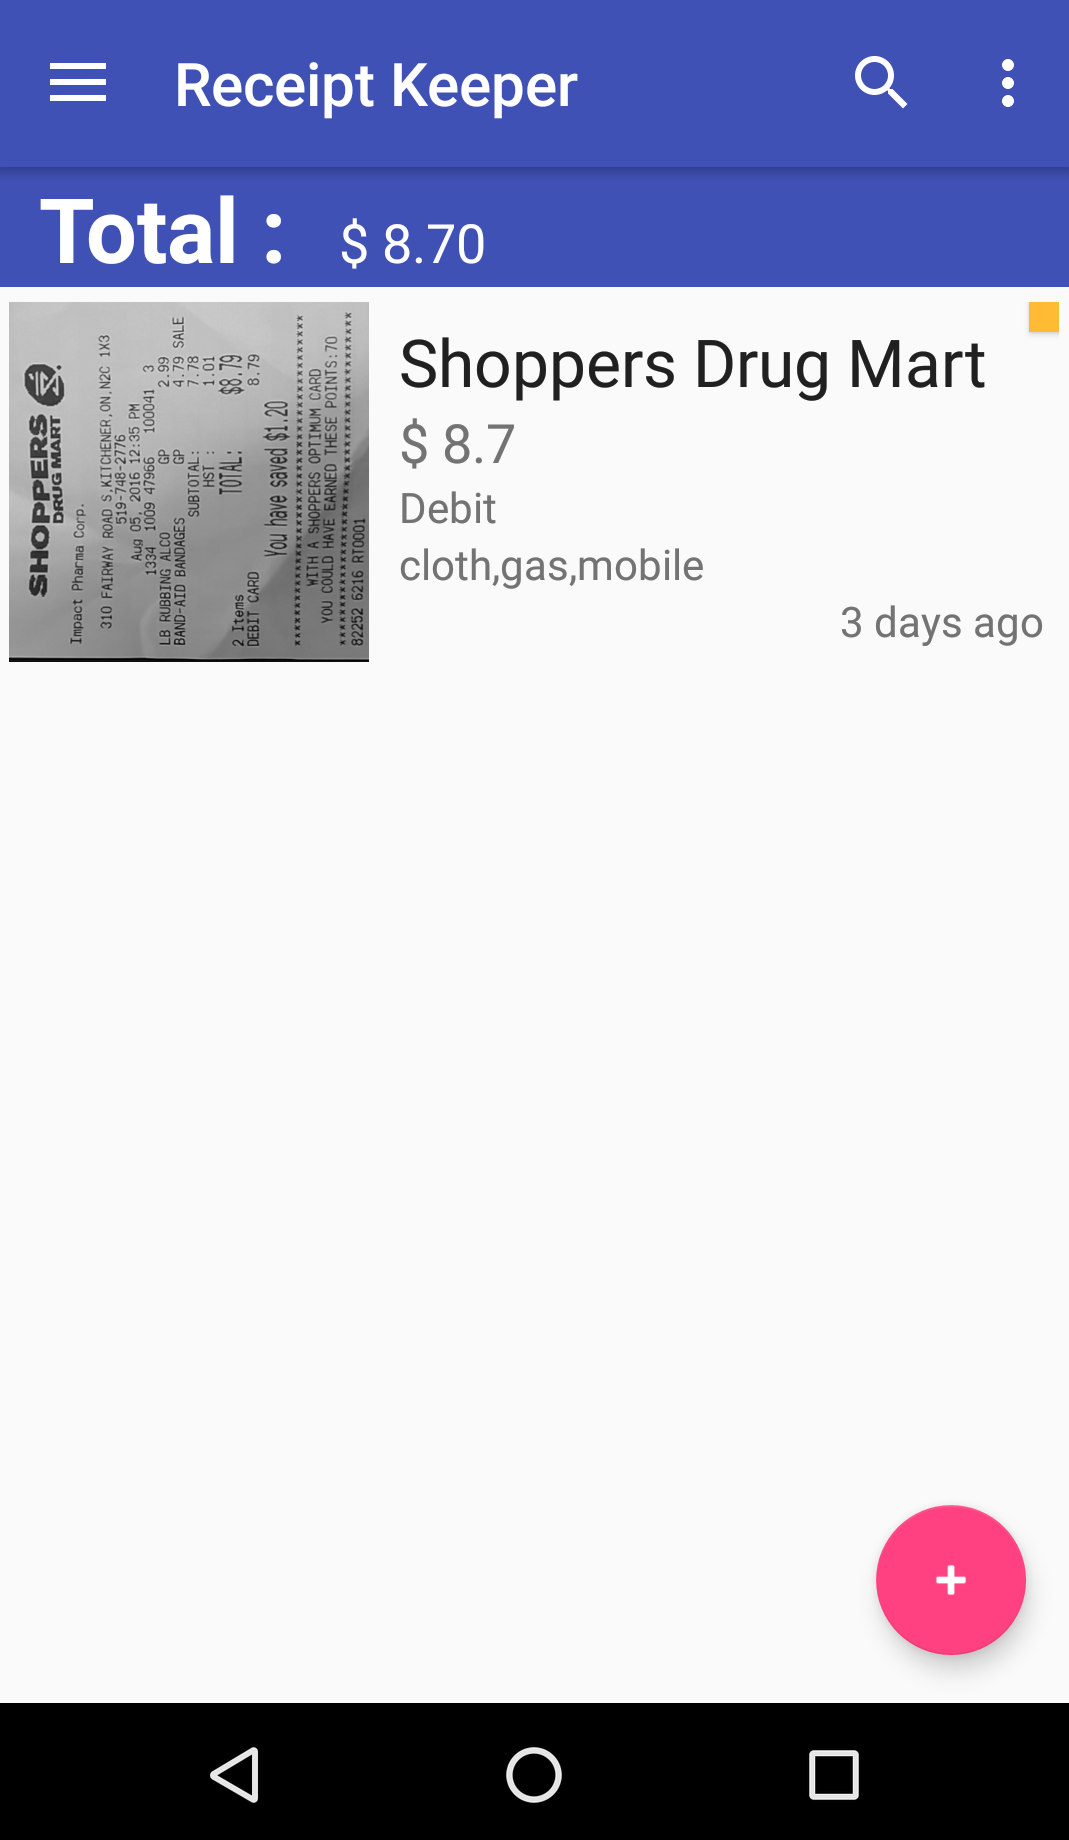 Receipt Keeper
Total : $ 8.70
SHOPPERS
DRUG MART
Impact Pharma Corp.
310 FAIRWAY ROAD S,KITCHENER,ON,N2C 1X3
519-748-2776
Aug 05, 2016 12:35 PM
1334 1009 47966 100041 3
LB RUBBING ALCO GP 2.99
BAND-AID BANDAGES GP 4.79 SALE
SUBTOTAL: 7.78
HST : 1.01
TOTAL: $8.79
2 Items
DEBIT CARD 8.79
You have saved $1.20
****************************************
WITH A SHOPPERS OPTIMUM CARD
YOU COULD HAVE EARNED THESE POINTS:70
****************************************
82252 6216 RT0001
Shoppers Drug Mart
$ 8.7
Debit
cloth,gas,mobile
3 days ago